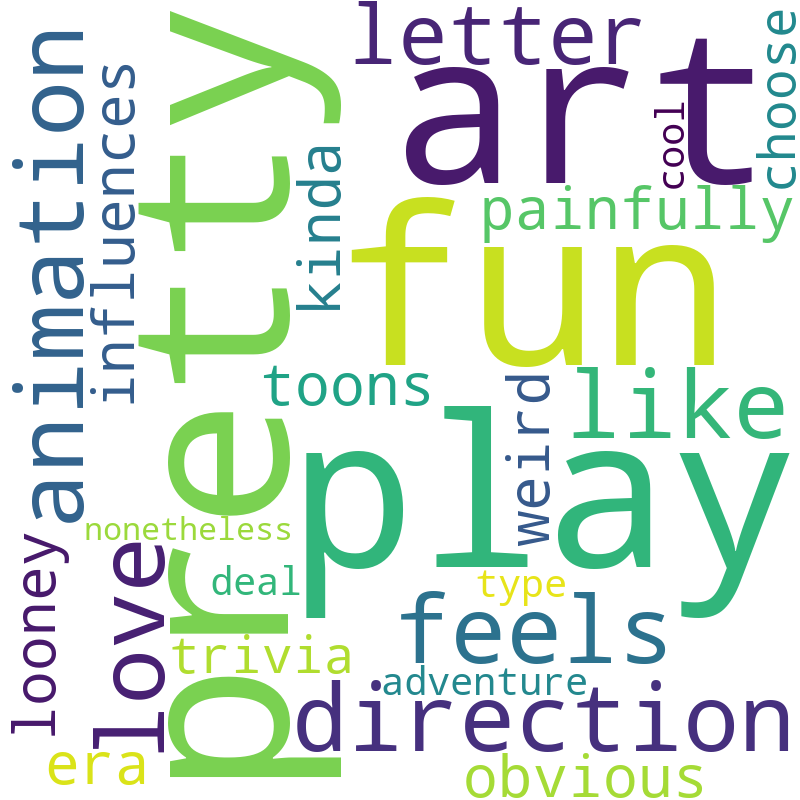 letter
art
choose
cool
pretty
animation
influences
kinda
painfully
fun
toons
like
weird
play
nonetheless
looney
love
deal
type
feels
trivia
adventure
direction
era
obvious